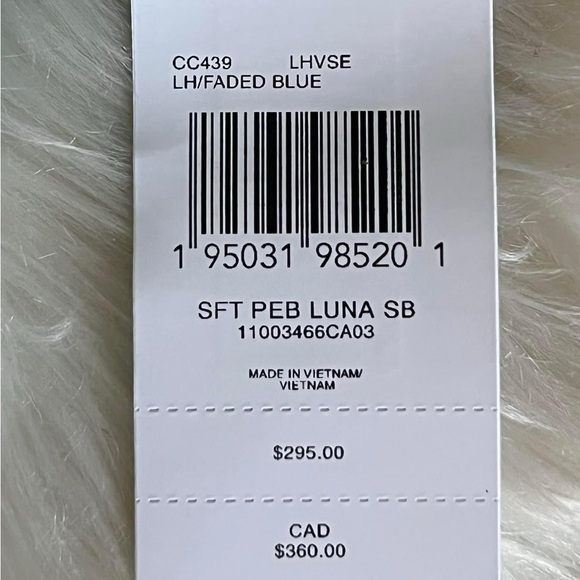 CC439 LHVSE
LH/FADED BLUE
1 95031 98520 1
SFT PEB LUNA SB
11003466CA03
MADE IN VIETNAM/
VIETNAM
$295.00
CAD
$360.00